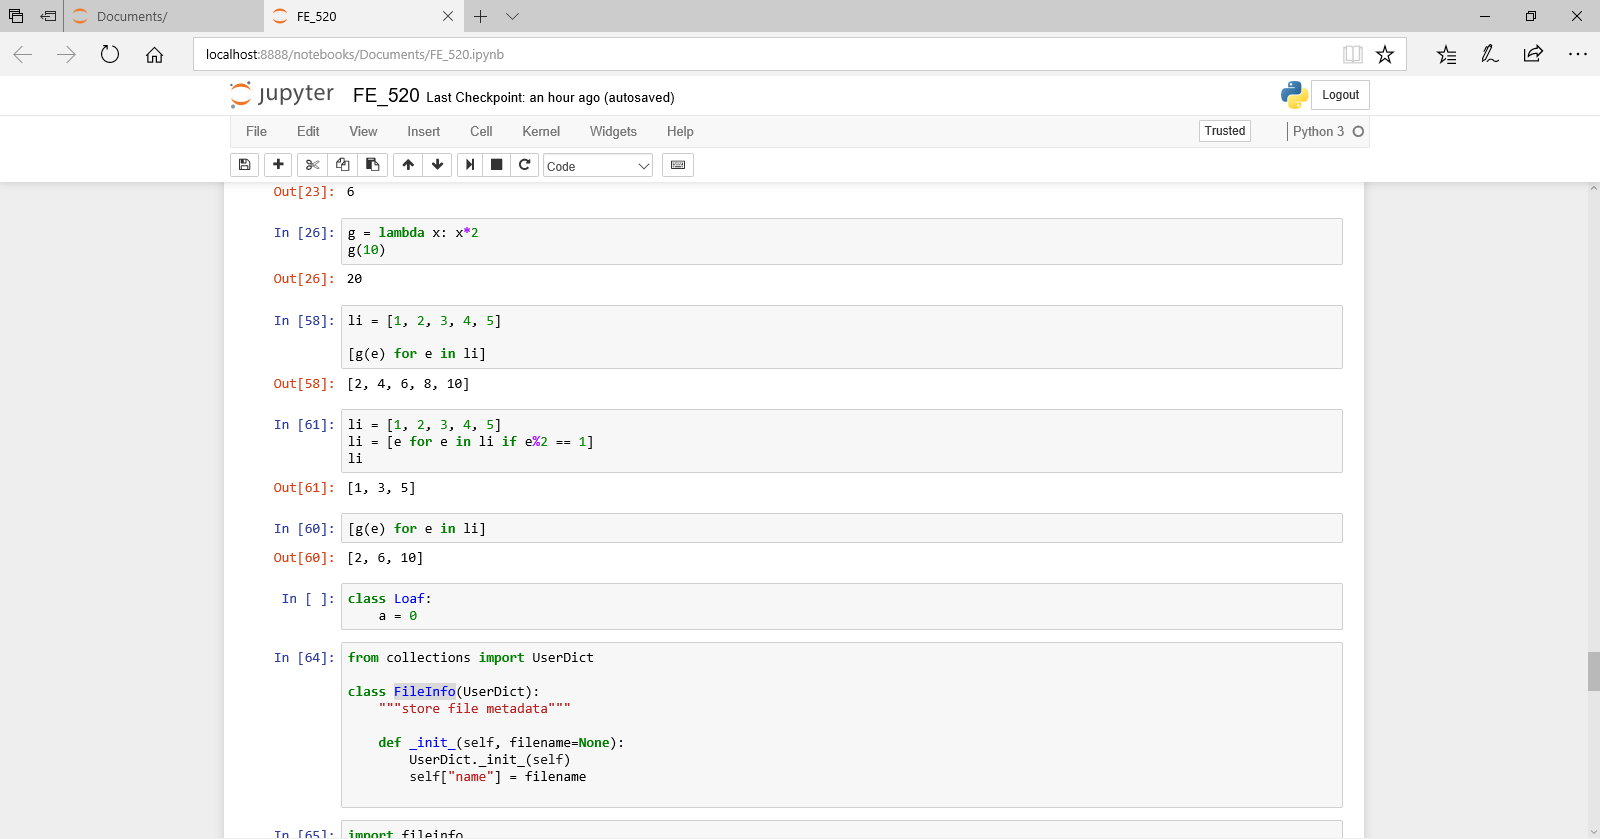 Documents/
FE_520
localhost:8888/notebooks/Documents/FE_520.ipynb
jupyter FE_520 Last Checkpoint: an hour ago (autosaved)
Logout
File Edit View Insert Cell Kernel Widgets Help
Trusted
Python 3
Code
Out[23]: 6
In [26]: g = lambda x: x*2
g(10)
Out[26]: 20
In [58]: li = [1, 2, 3, 4, 5]
[g(e) for e in li]
Out[58]: [2, 4, 6, 8, 10]
In [61]: li = [1, 2, 3, 4, 5]
li = [e for e in li if e%2 == 1]
li
Out[61]: [1, 3, 5]
In [60]: [g(e) for e in li]
Out[60]: [2, 6, 10]
In [ ]: class Loaf:
    a = 0
In [64]: from collections import UserDict
class FileInfo(UserDict):
    """store file metadata"""
    def _init_(self, filename=None):
        UserDict._init_(self)
        self["name"] = filename
In [65]: import fileinfo